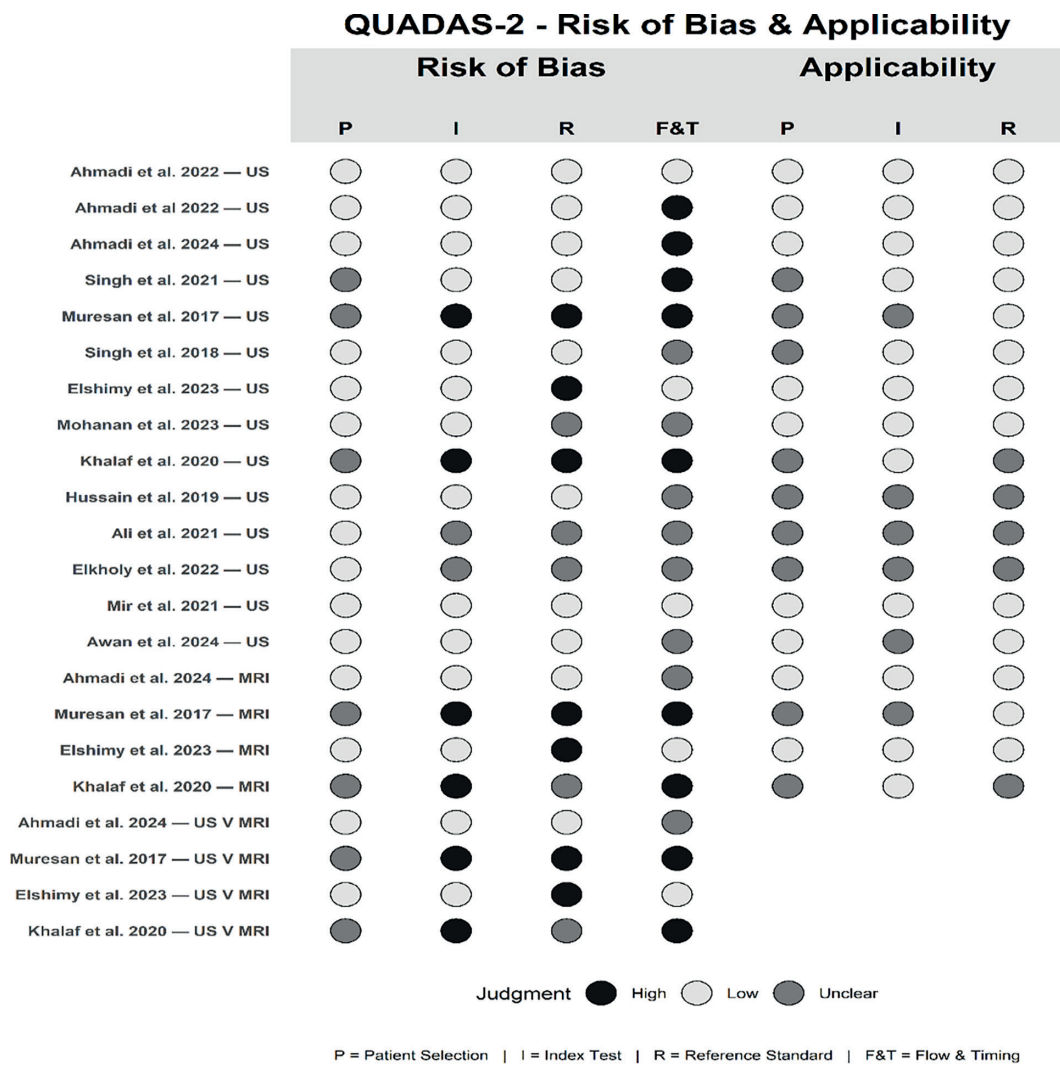 QUADAS-2 - Risk of Bias & Applicability
Risk of Bias Applicability
P I R F&T P I R
Ahmadi et al. 2022 — US
Ahmadi et al 2022 — US
Ahmadi et al. 2024 — US
Singh et al. 2021 — US
Muresan et al. 2017 — US
Singh et al. 2018 — US
Elshimy et al. 2023 — US
Mohanan et al. 2023 — US
Khalaf et al. 2020 — US
Hussain et al. 2019 — US
Ali et al. 2021 — US
Elkholy et al. 2022 — US
Mir et al. 2021 — US
Awan et al. 2024 — US
Ahmadi et al. 2024 — MRI
Muresan et al. 2017 — MRI
Elshimy et al. 2023 — MRI
Khalaf et al. 2020 — MRI
Ahmadi et al. 2024 — US V MRI
Muresan et al. 2017 — US V MRI
Elshimy et al. 2023 — US V MRI
Khalaf et al. 2020 — US V MRI
Judgment High Low Unclear
P = Patient Selection | I = Index Test | R = Reference Standard | F&T = Flow & Timing